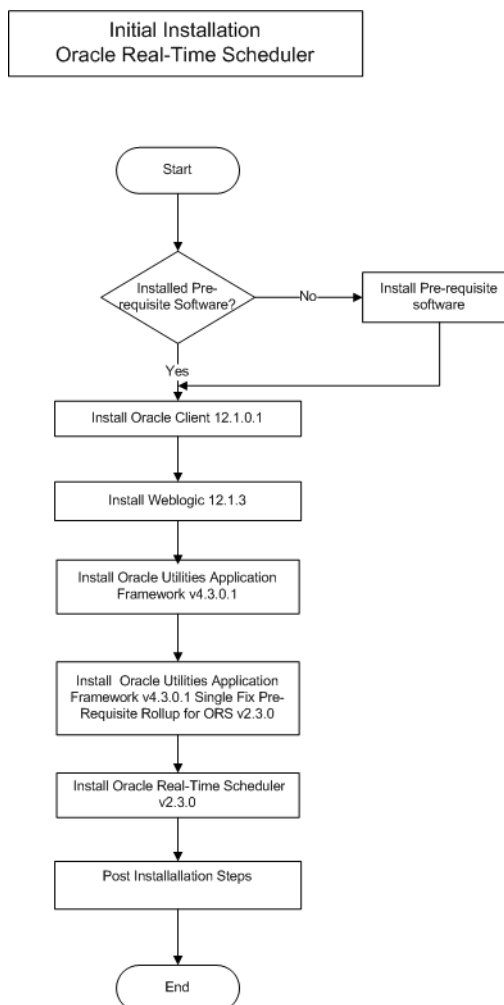 Initial Installation
Oracle Real-Time Scheduler
Start
Installed Pre-
requisite Software?
No
Install Pre-requisite
software
Yes
Install Oracle Client 12.1.0.1
Install Weblogic 12.1.3
Install Oracle Utilities Application
Framework v4.3.0.1
Install Oracle Utilities Application
Framework v4.3.0.1 Single Fix Pre-
Requisite Rollup for ORS v2.3.0
Install Oracle Real-Time Scheduler
v2.3.0
Post Installallation Steps
End